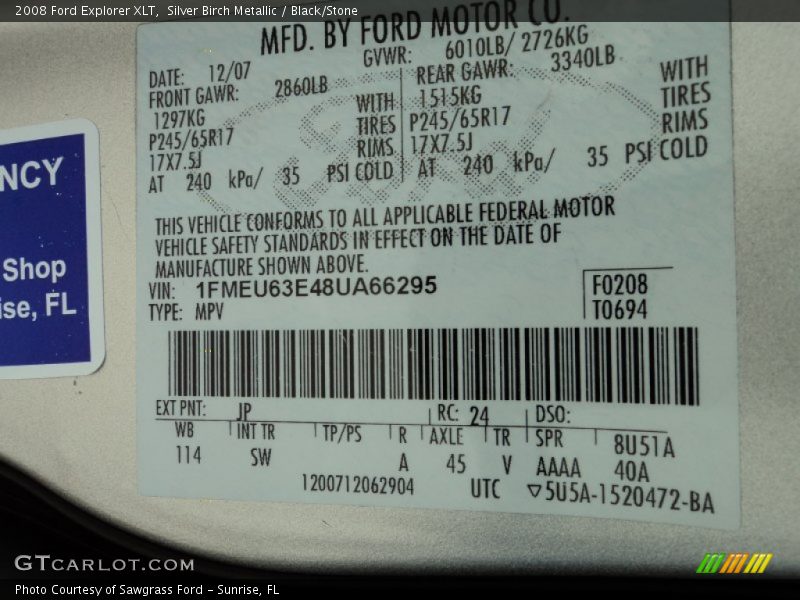 2008 Ford Explorer XLT, Silver Birch Metallic / Black/Stone
MFD. BY FORD MOTOR CO.
DATE: 12/07 GVWR: 6010LB/ 2726KG
FRONT GAWR: 2860LB REAR GAWR: 3340LB
1297KG WITH 1515KG WITH
P245/65R17 TIRES P245/65R17 TIRES
17X7.5J RIMS 17X7.5J RIMS
AT 240 kPa/ 35 PSI COLD AT 240 kPa/ 35 PSI COLD
THIS VEHICLE CONFORMS TO ALL APPLICABLE FEDERAL MOTOR
VEHICLE SAFETY STANDARDS IN EFFECT ON THE DATE OF
MANUFACTURE SHOWN ABOVE.
VIN: 1FMEU63E48UA66295 F0208
TYPE: MPV T0694
EXT PNT: JP RC: 24 DSO:
WB INT TR TP/PS R AXLE TR SPR 8U51A
114 SW A 45 V AAAA 40A
1200712062904 UTC ▽5U5A-1520472-BA
NCY
Shop
ise, FL
GTCARLOT.COM
Photo Courtesy of Sawgrass Ford - Sunrise, FL